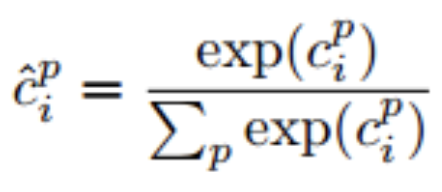 ĉ_i^p = exp(c_i^p) / ∑_p exp(c_i^p)